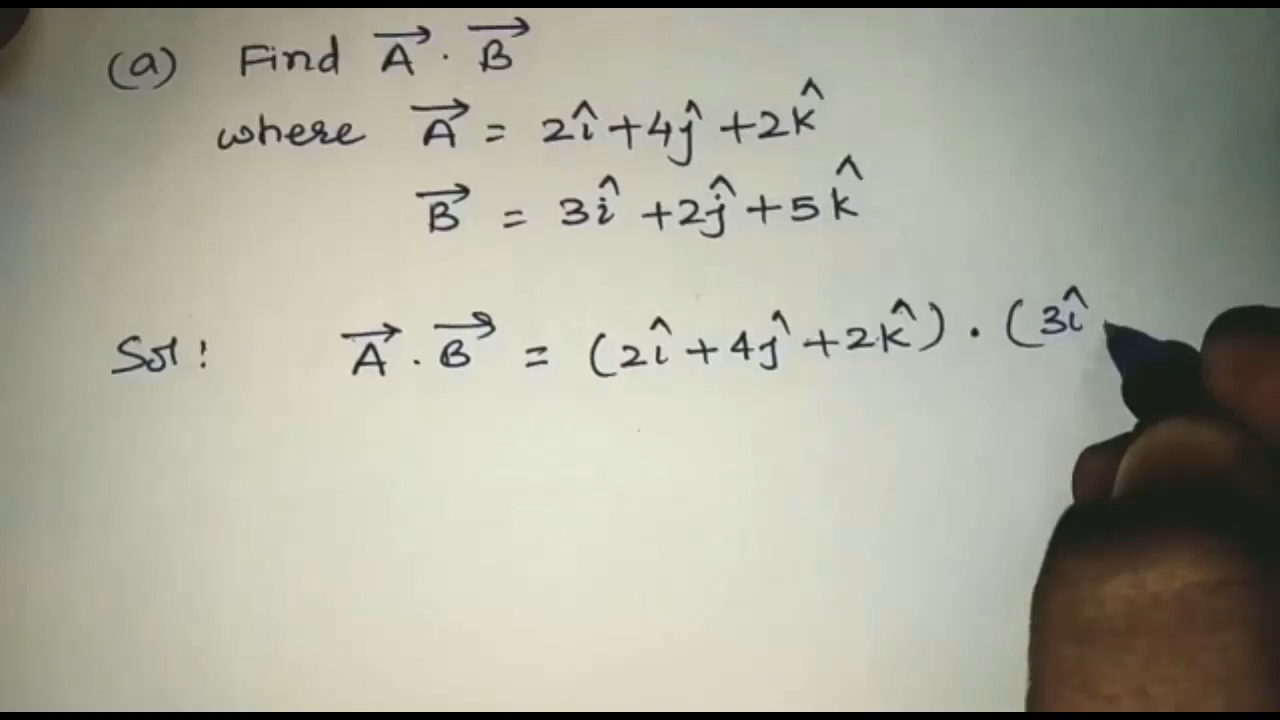 (a) Find A⃗ · B⃗
where A⃗ = 2î + 4ĵ + 2k̂
B⃗ = 3î + 2ĵ + 5k̂
Sol: A⃗ · B⃗ = (2î + 4ĵ + 2k̂) · (3î